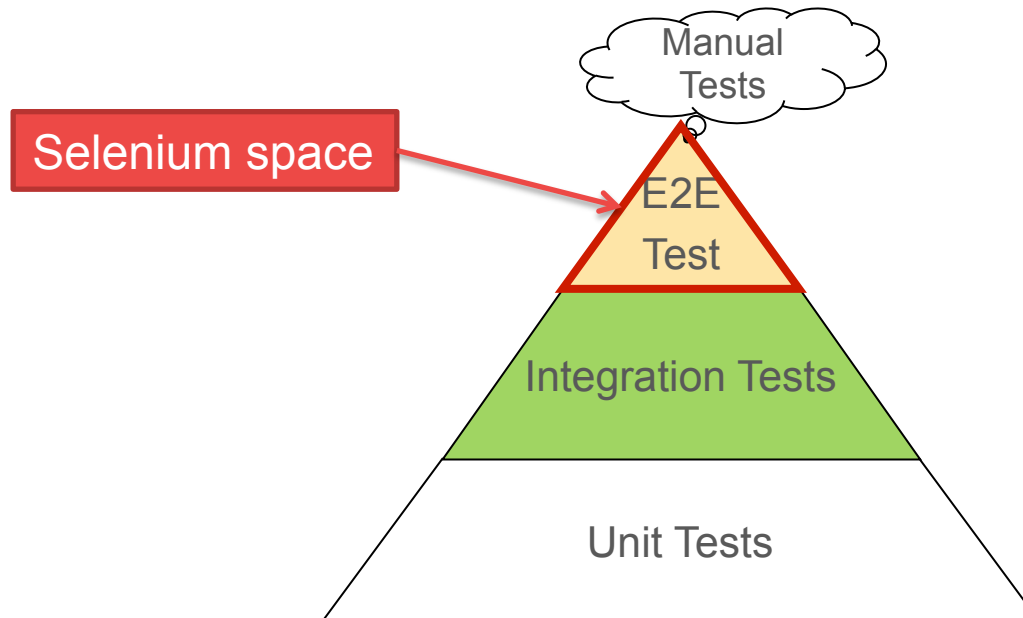 Manual
Tests
Selenium space
E2E
Test
Integration Tests
Unit Tests